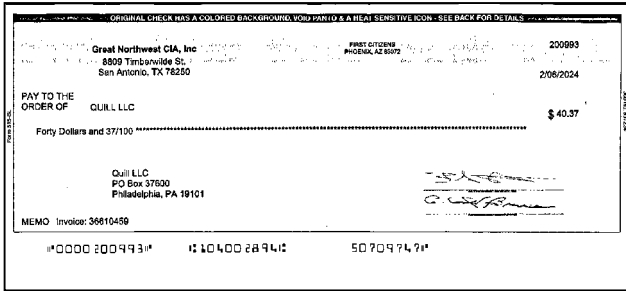 ORIGINAL CHECK HAS A COLORED BACKGROUND, VOID PANTO & A HEAT SENSITIVE ICON - SEE BACK FOR DETAILS
Great Northwest CIA, Inc
8809 Timberwilde St.
San Antonio, TX 78250
FIRST CITIZENS
PHOENIX, AZ 85072
200993
2/06/2024
PAY TO THE
ORDER OF QUILL LLC
$ 40.37
Forty Dollars and 37/100
Quill LLC
PO Box 37600
Philadelphia, PA 19101
MEMO Invoice: 36610459
⑈0000200993⑈ ⑆104002894⑆ 50709747⑈